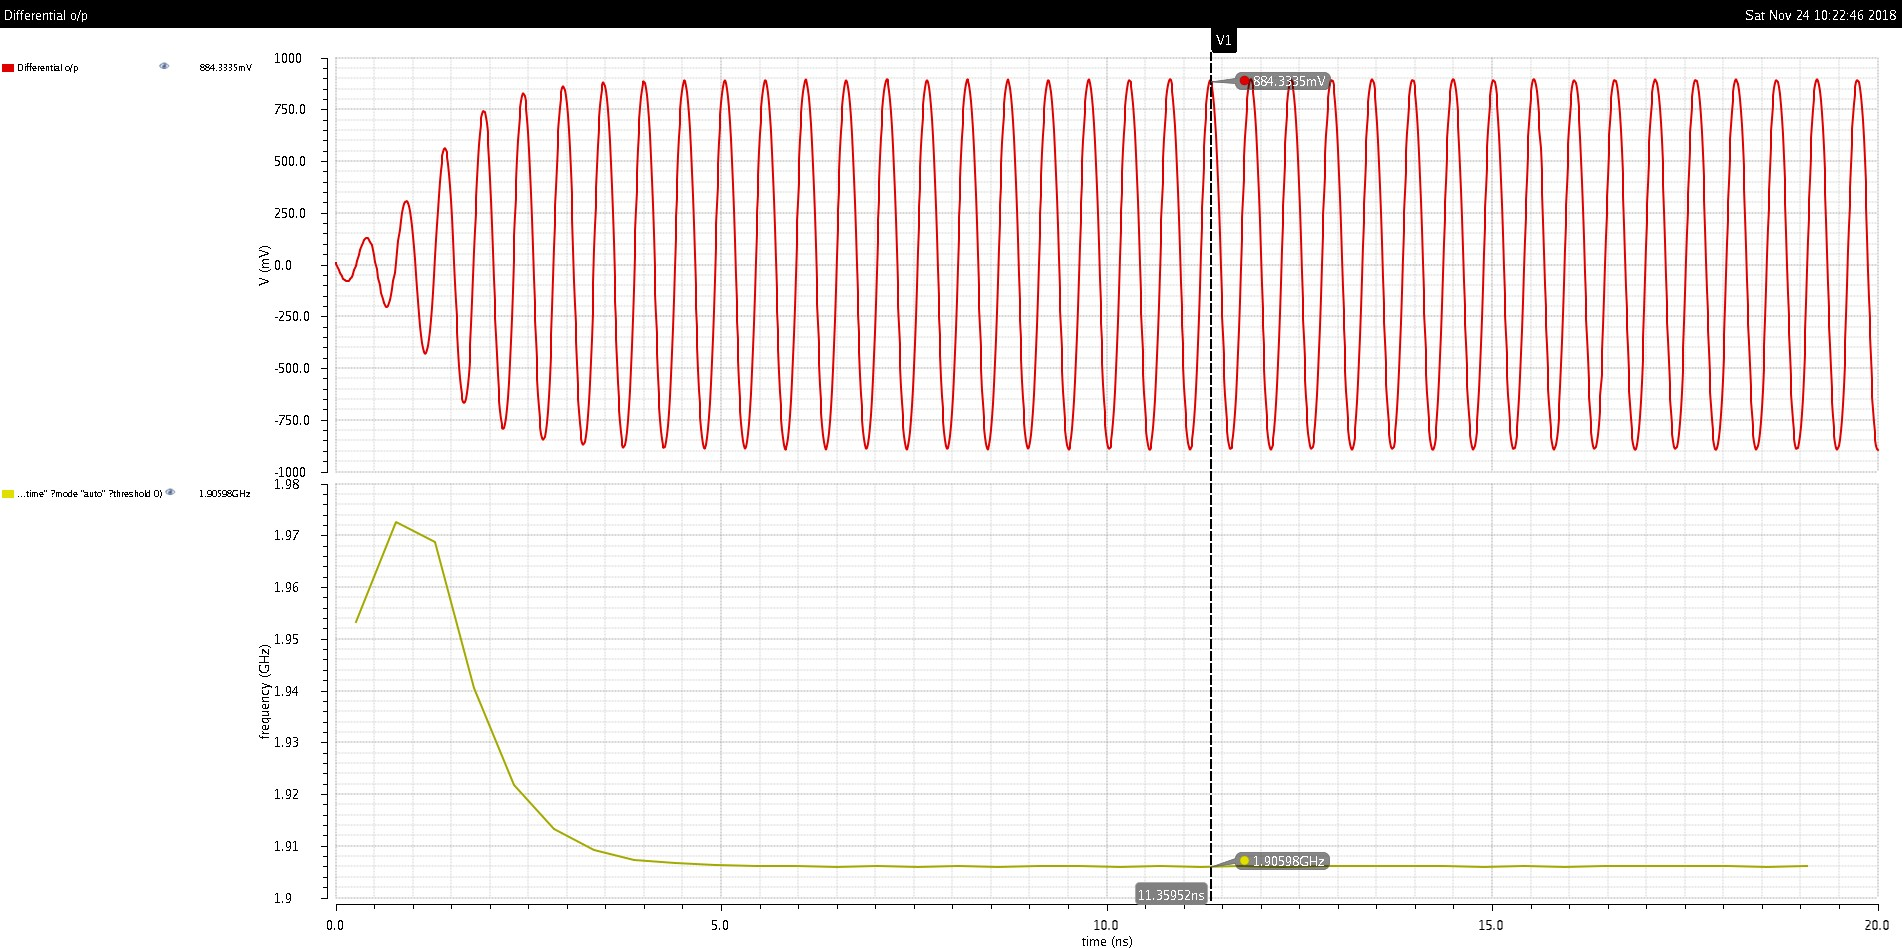 Differential o/p
Sat Nov 24 10:22:46 2018
V1
Differential o/p 884.3335mV
1000
750.0
500.0
250.0
0.0
-250.0
-500.0
-750.0
-1000
V (mV)
884.3335mV
...time" ?mode "auto" ?threshold 0) 1.90598GHz
1.98
1.97
1.96
1.95
1.94
1.93
1.92
1.91
1.9
frequency (GHz)
1.90598GHz
11.35952ns
0.0 5.0 10.0 15.0 20.0
time (ns)